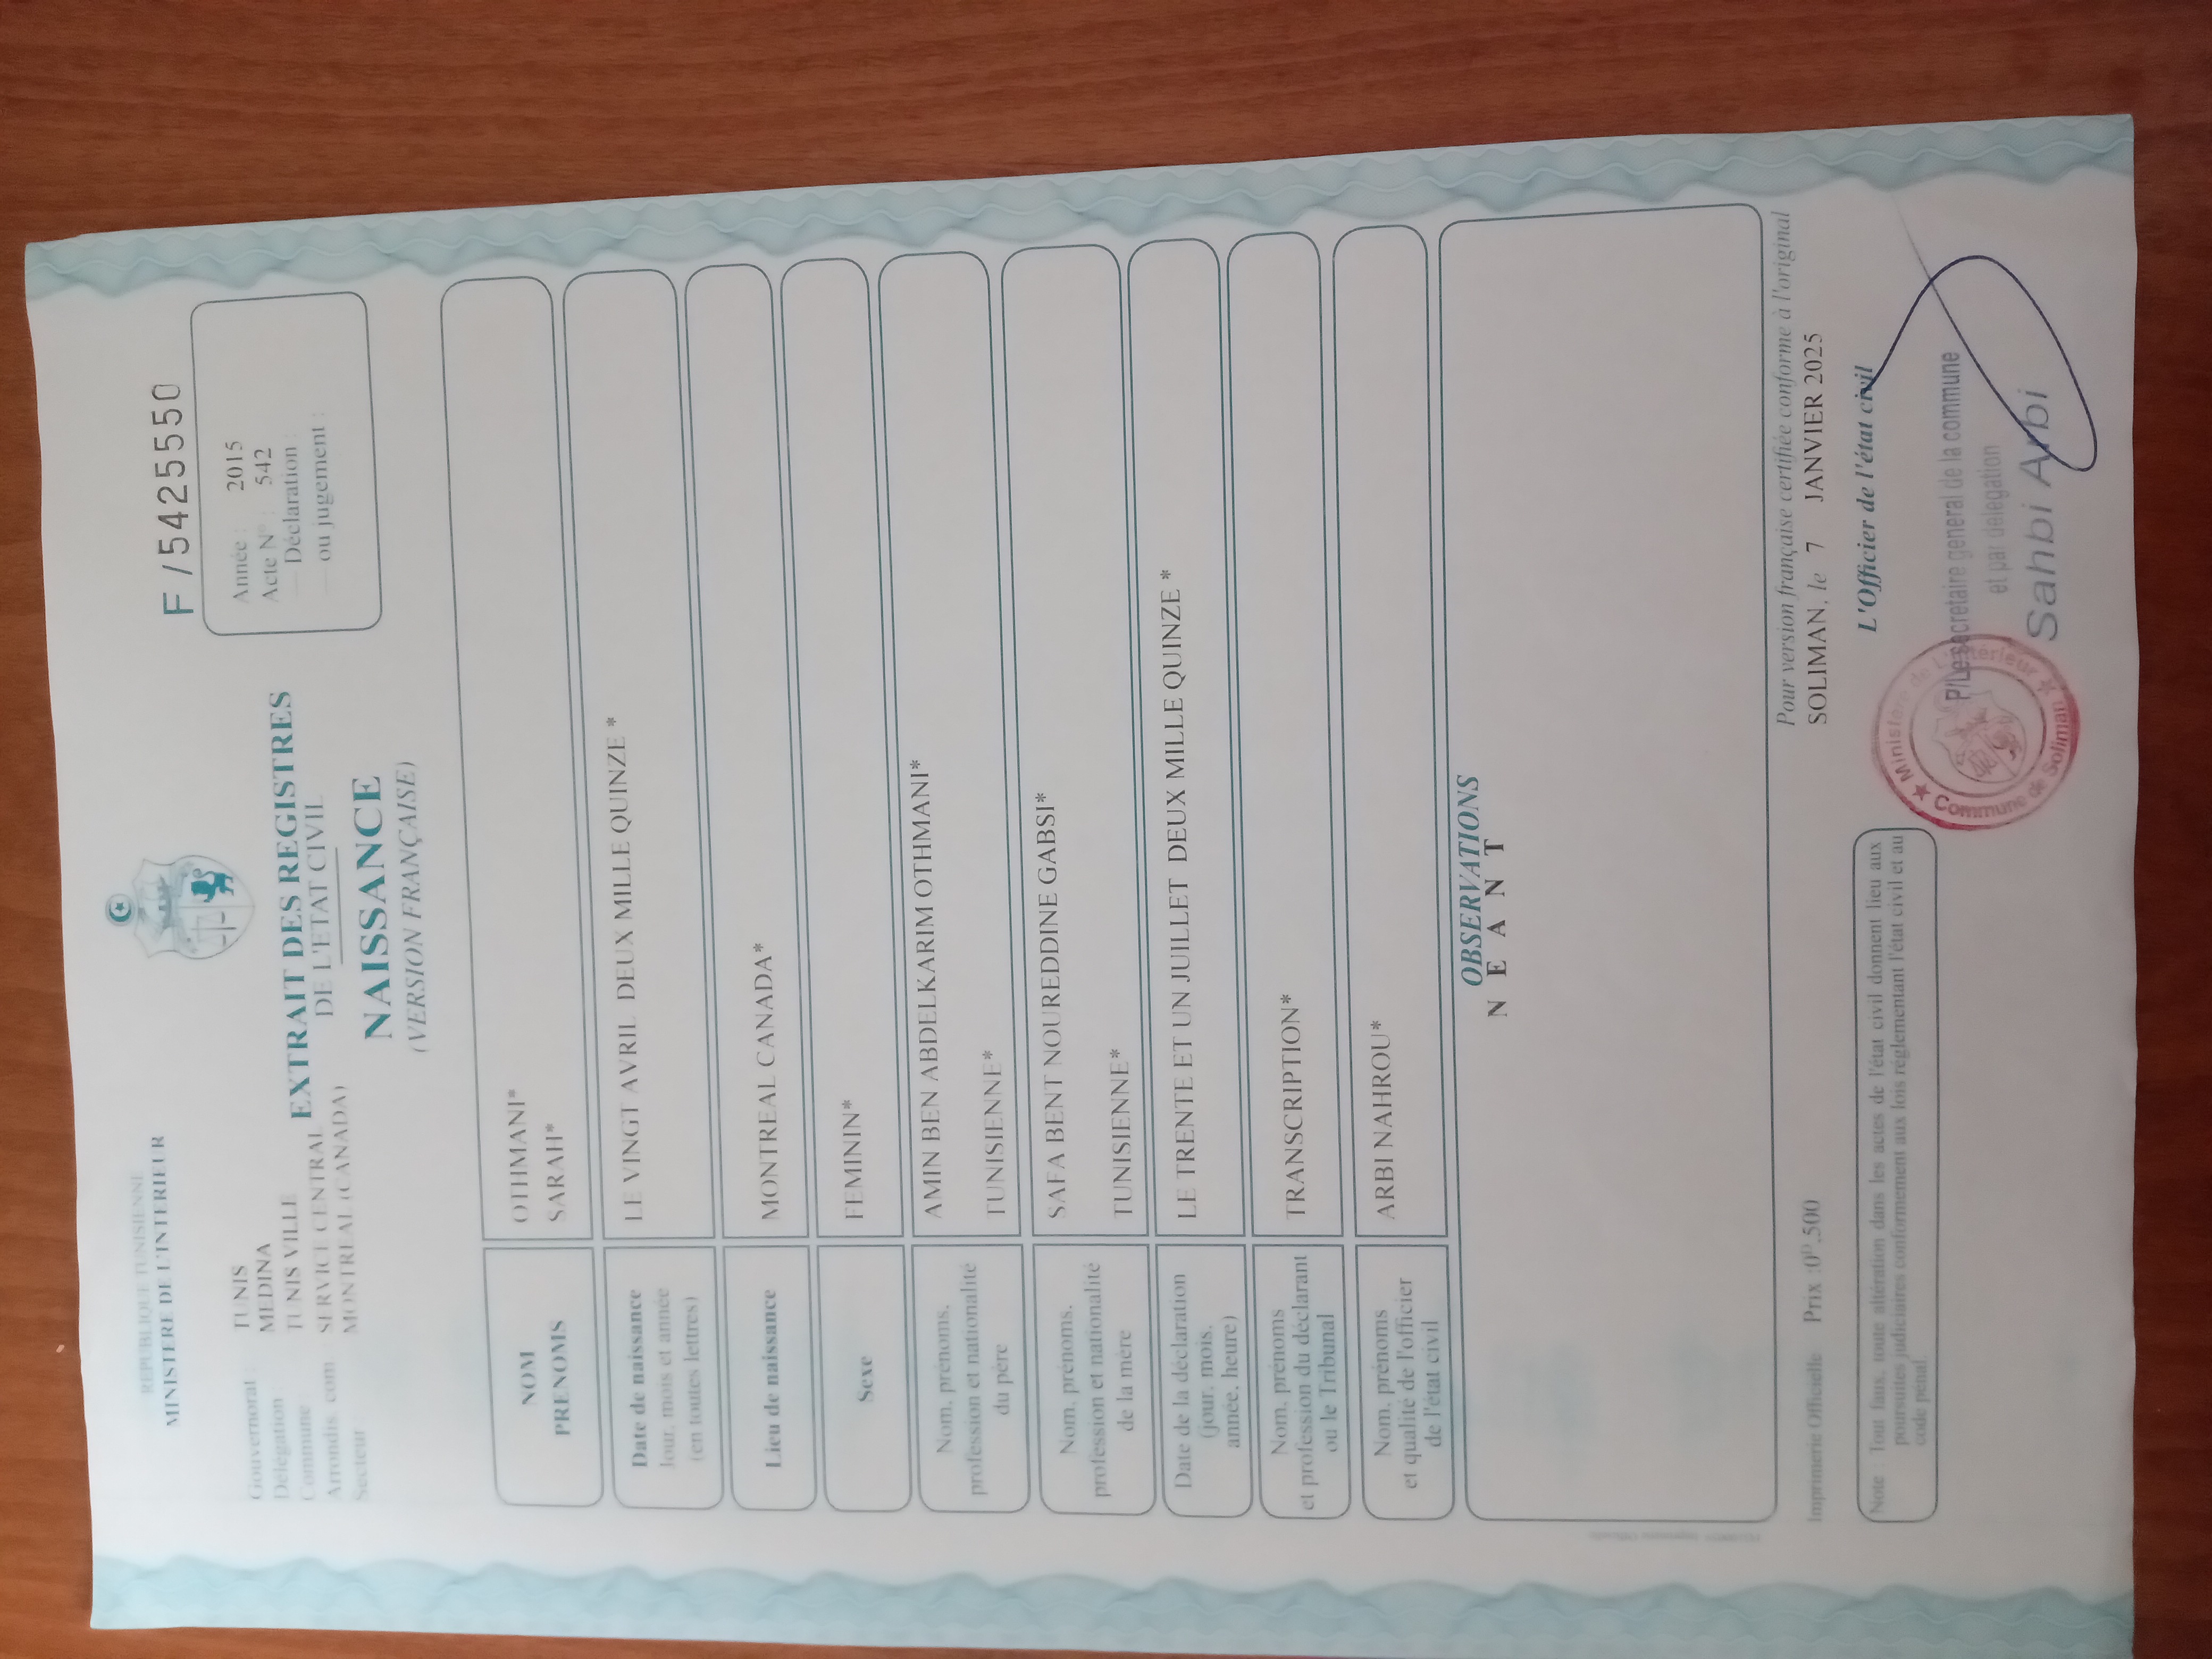 REPUBLIQUE TUNISIENNE
MINISTERE DE L'INTERIEUR
F /5425550
Gouvernorat TUNIS
Délégation MEDINA
Commune TUNIS VILLE
Arrondis. com SERVICE CENTRAL
Secteur MONTREAL (CANADA)
EXTRAIT DES REGISTRES
DE L'ETAT CIVIL
NAISSANCE
(VERSION FRANÇAISE)
Année : 2015
Acte N° : 542
— Déclaration :
— ou jugement :
NOM OTHMANI*
PRENOMS SARAH*
Date de naissance
Jour, mois et année
(en toutes lettres)
LE VINGT AVRIL DEUX MILLE QUINZE *
Lieu de naissance
MONTREAL CANADA*
Sexe
FEMININ*
Nom, prénoms,
profession et nationalité
du père
AMIN BEN ABDELKARIM OTHMANI*
TUNISIENNE*
Nom, prénoms,
profession et nationalité
de la mère
SAFA BENT NOUREDDINE GABSI*
TUNISIENNE*
Date de la déclaration
(jour, mois,
année, heure)
LE TRENTE ET UN JUILLET DEUX MILLE QUINZE *
Nom, prénoms
et profession du déclarant
ou le Tribunal
TRANSCRIPTION*
Nom, prénoms
et qualité de l'officier
de l'état civil
ARBI NAHROU*
OBSERVATIONS
N E A N T
Imprimerie Officielle Prix : 0D.500
Pour version française certifiée conforme à l'original
SOLIMAN, le 7 JANVIER 2025
L'Officier de l'état civil
Note : Tout faux, toute altération dans les actes de l'état civil donnent lieu aux
poursuites judiciaires conformement aux lois réglementant l'état civil et au
code pénal.
P/Le secretaire general de la commune
et par delegation
Sahbi Arbi
Ministère de L'Intérieur
Commune de Soliman